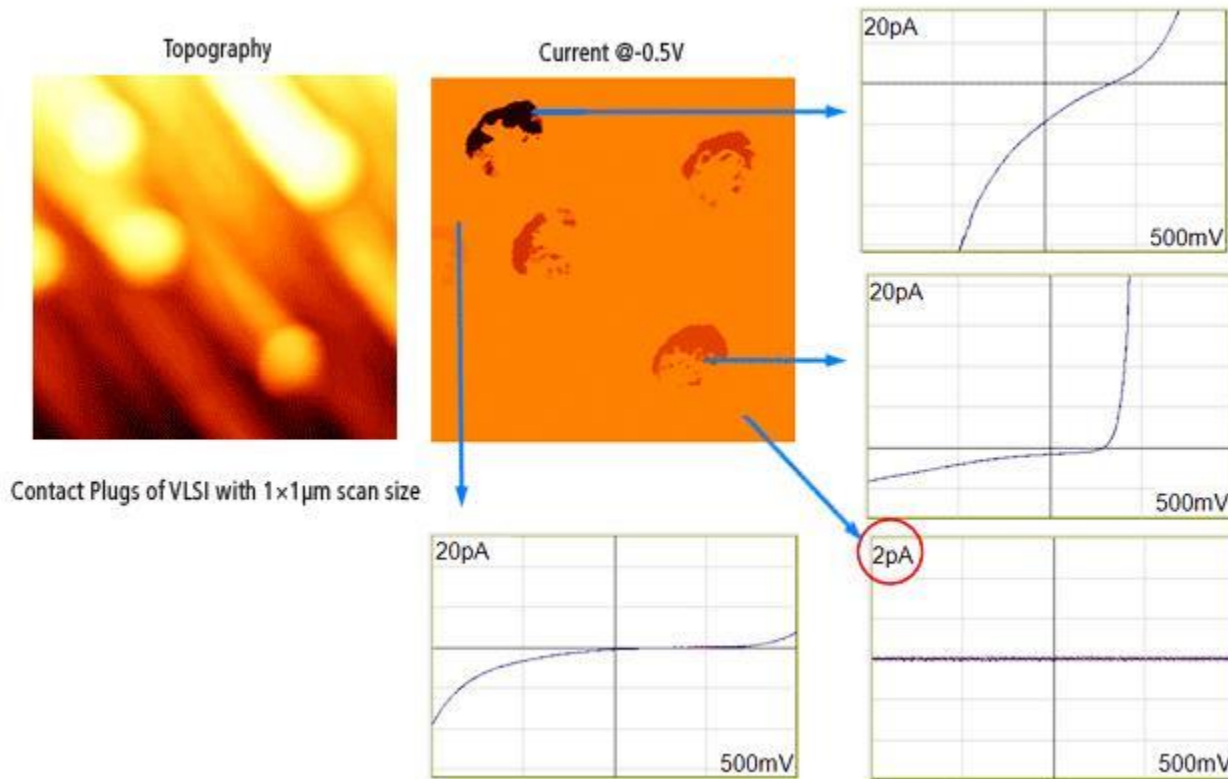 Topography
Current @-0.5V
20pA
500mV
20pA
500mV
Contact Plugs of VLSI with 1×1µm scan size
20pA
500mV
2pA
500mV